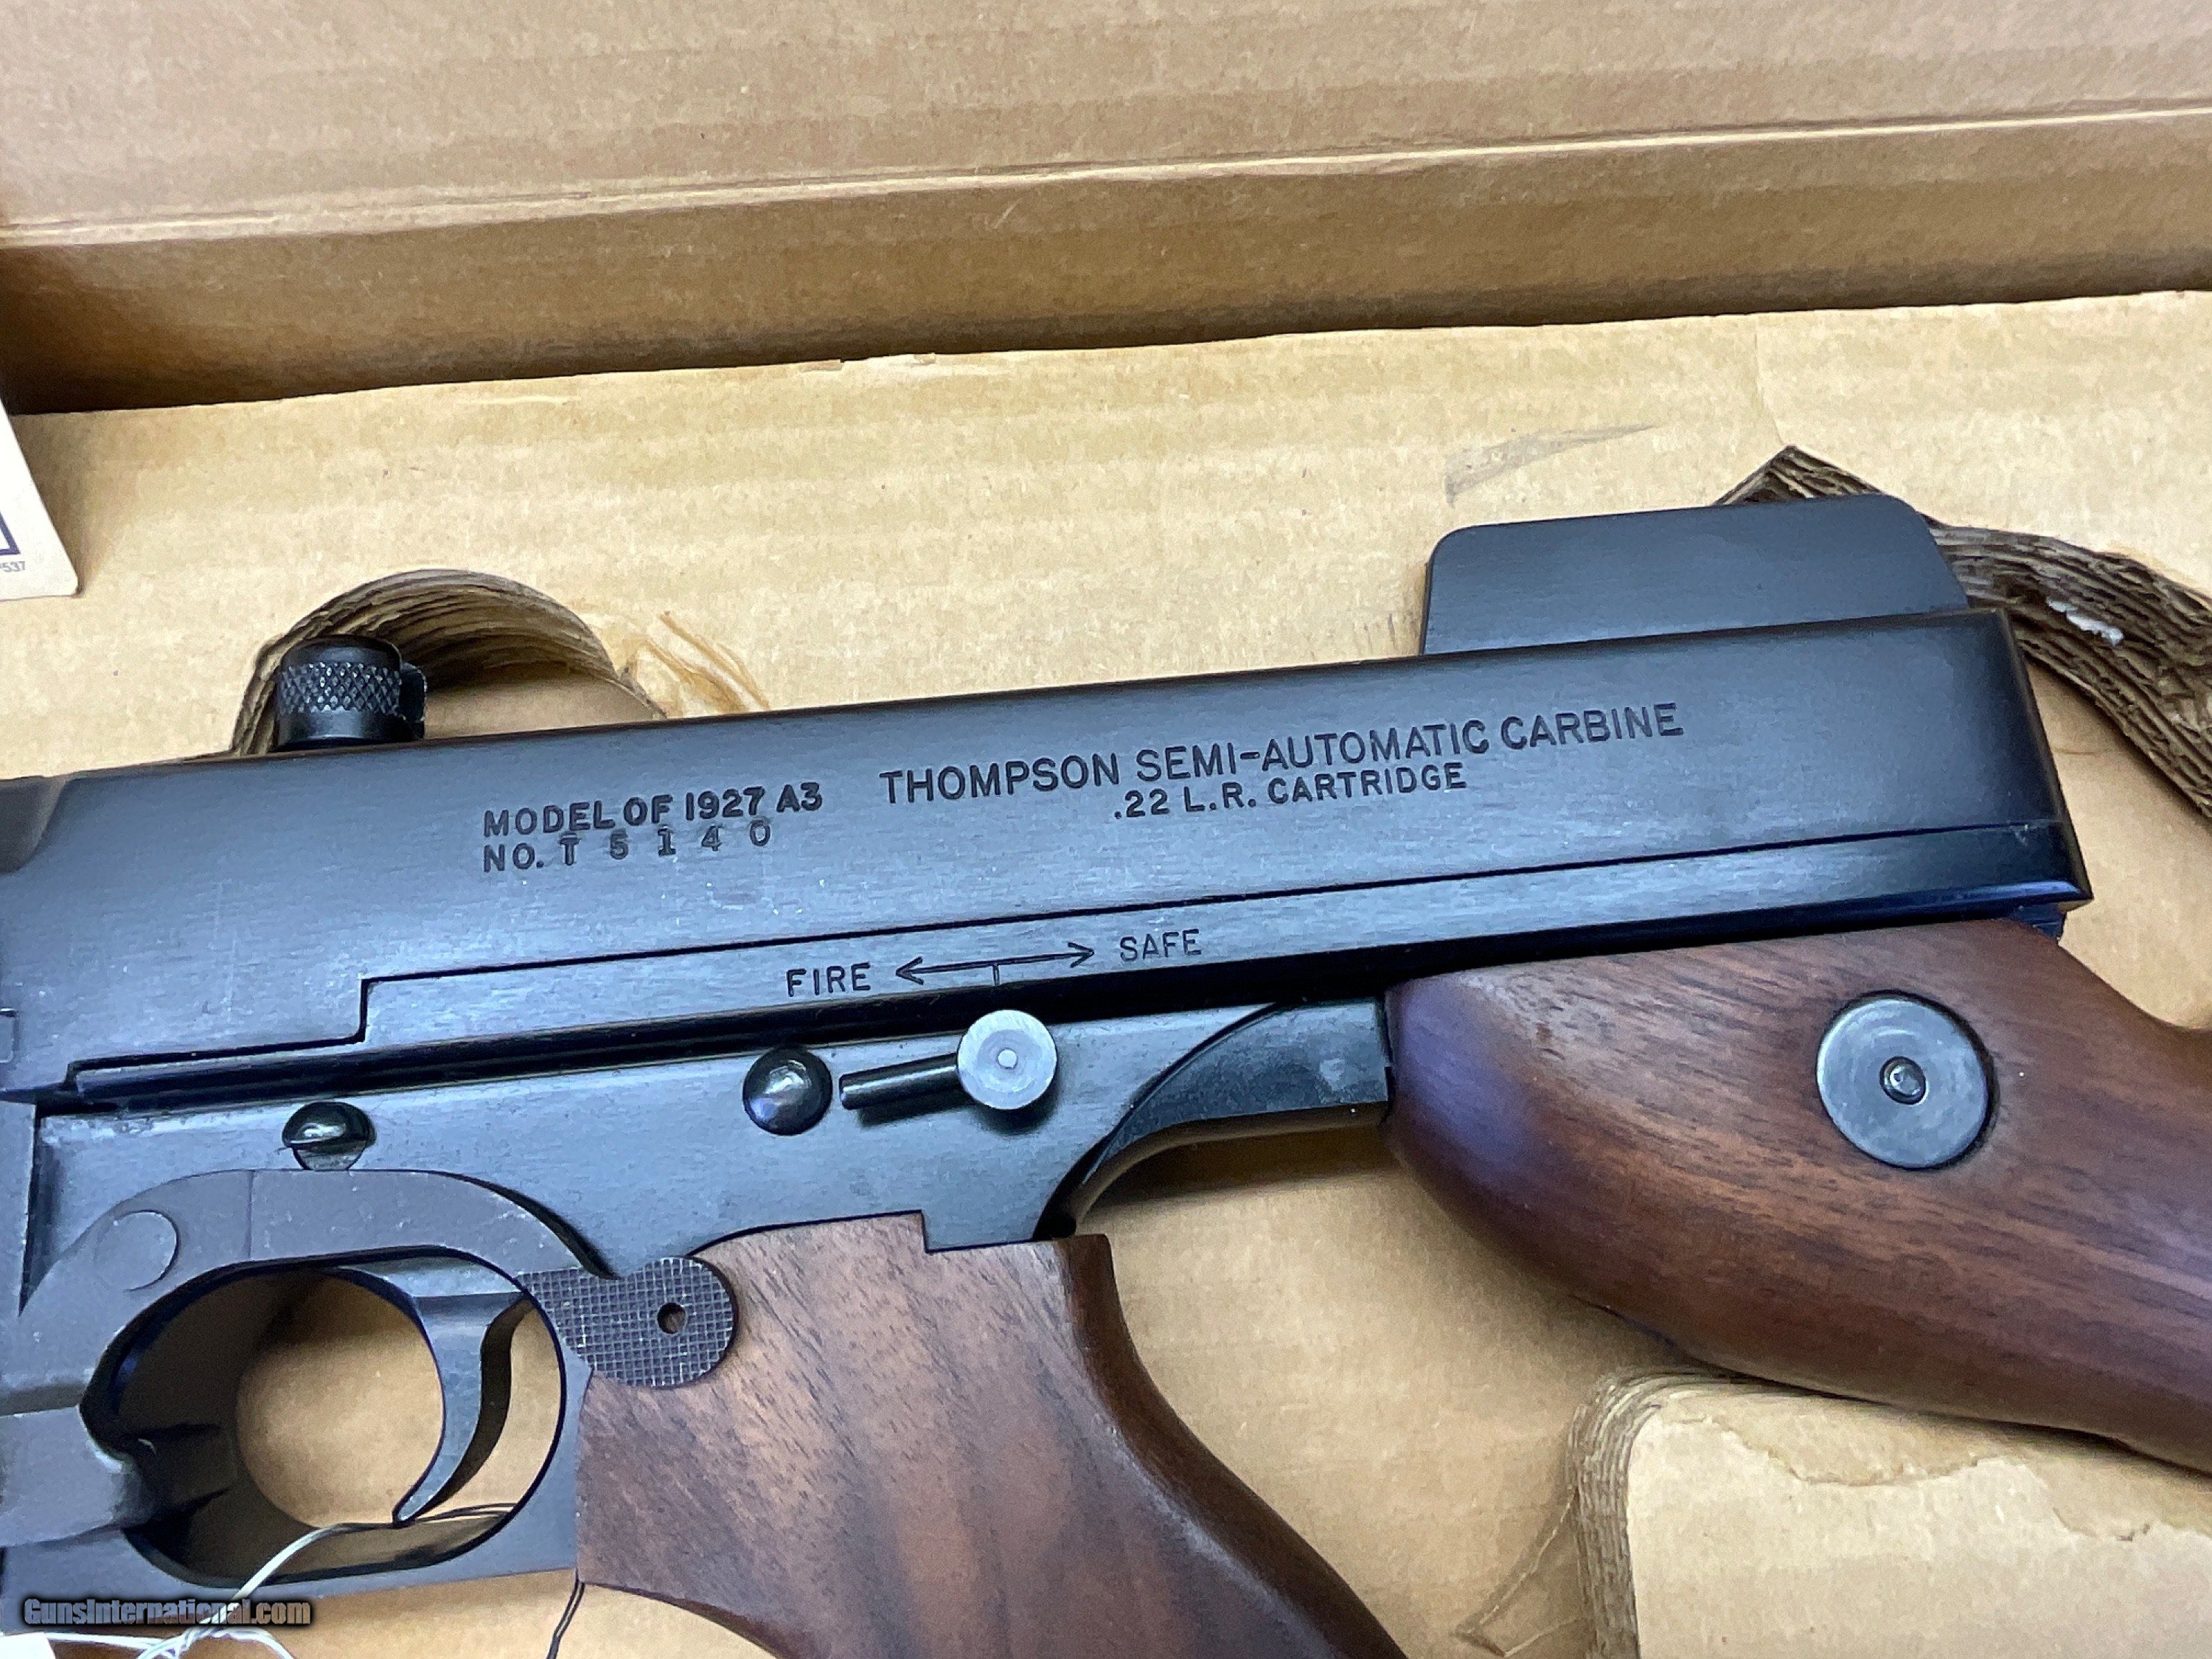 537
MODEL OF 1927 A3
NO. T 5 1 4 0
THOMPSON SEMI-AUTOMATIC CARBINE
.22 L.R. CARTRIDGE
FIRE
SAFE
GunsInternational.com